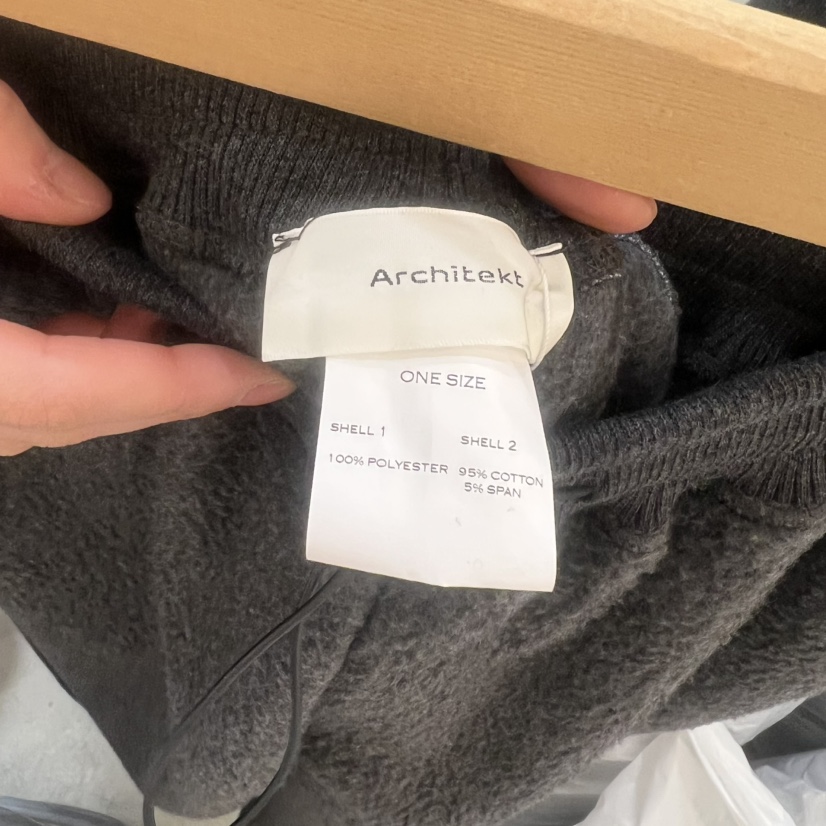 Architekt
ONE SIZE
SHELL 1
SHELL 2
100% POLYESTER
95% COTTON
5% SPAN